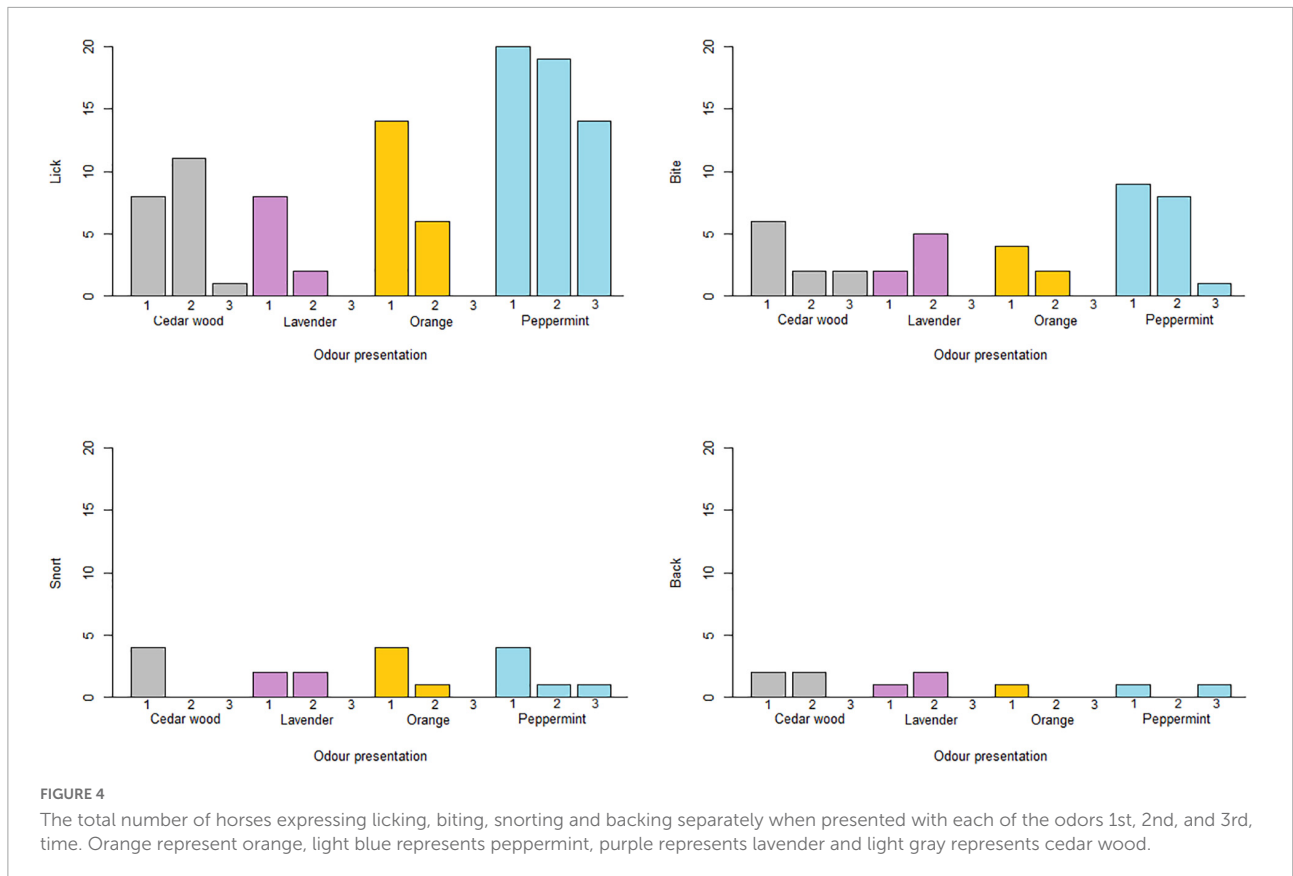 Lick
20
15
10
5
0
1 2 3 1 2 3 1 2 3 1 2 3
Cedar wood Lavender Orange Peppermint
Odour presentation
Bite
20
15
10
5
0
1 2 3 1 2 3 1 2 3 1 2 3
Cedar wood Lavender Orange Peppermint
Odour presentation
Snort
20
15
10
5
0
1 2 3 1 2 3 1 2 3 1 2 3
Cedar wood Lavender Orange Peppermint
Odour presentation
Back
20
15
10
5
0
1 2 3 1 2 3 1 2 3 1 2 3
Cedar wood Lavender Orange Peppermint
Odour presentation
FIGURE 4
The total number of horses expressing licking, biting, snorting and backing separately when presented with each of the odors 1st, 2nd, and 3rd,
time. Orange represent orange, light blue represents peppermint, purple represents lavender and light gray represents cedar wood.